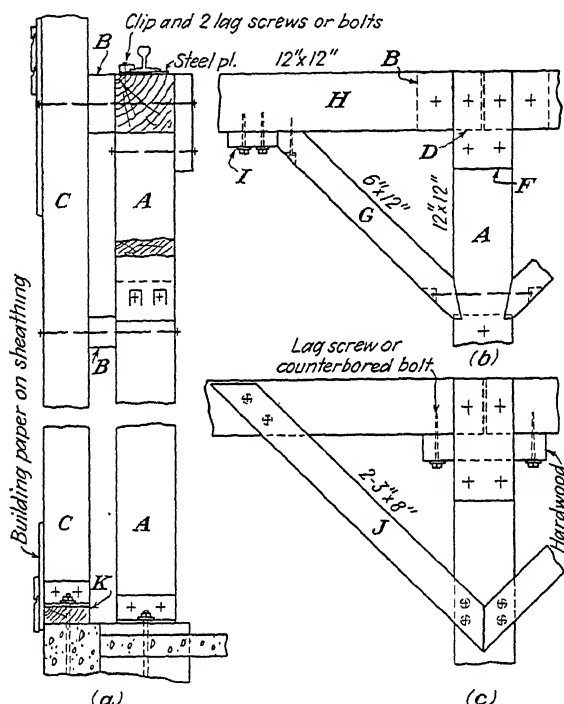 Clip and 2 lag screws or bolts
B
Steel pl.
12"x12"
B
H
D
I
F
C
A
6"x12"
G
12"x12"
A
B
(b)
Building paper on sheathing
Lag screw or
counterbored bolt
2-3"x8"
J
Hardwood
C
A
K
(a)
(c)